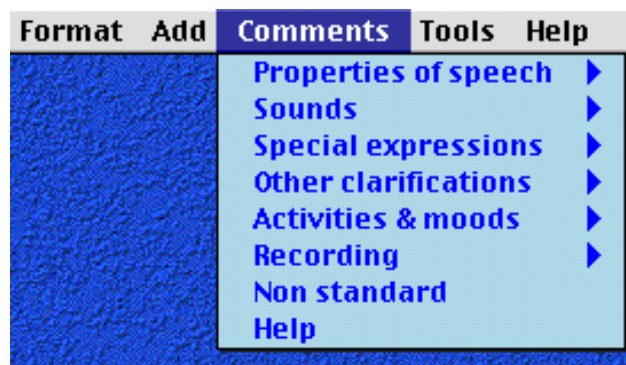 Format Add Comments Tools Help
Properties of speech
Sounds
Special expressions
Other clarifications
Activities & moods
Recording
Non standard
Help